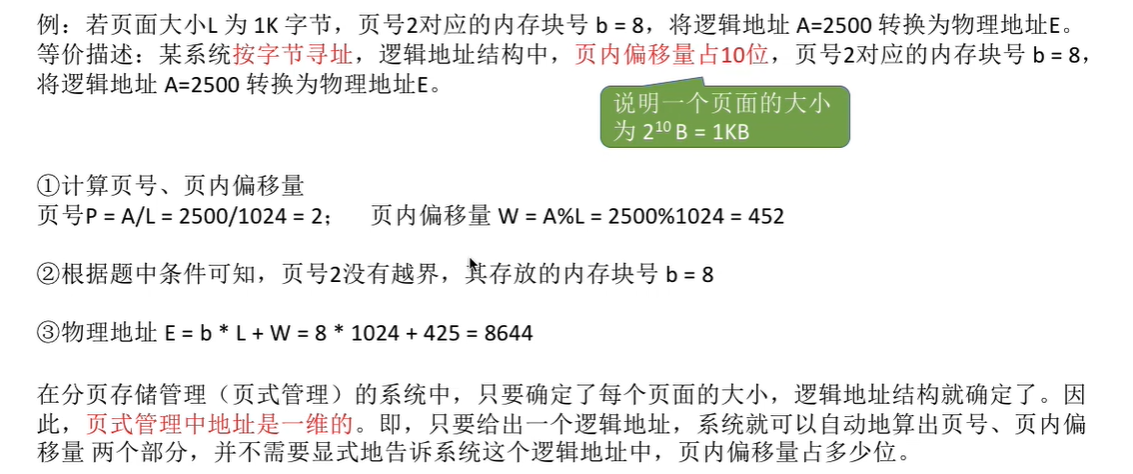 例：若页面大小L 为 1K 字节，页号2对应的内存块号 b = 8，将逻辑地址 A=2500 转换为物理地址E。
等价描述：某系统按字节寻址，逻辑地址结构中，页内偏移量占10位，页号2对应的内存块号 b = 8，
将逻辑地址 A=2500 转换为物理地址E。
说明一个页面的大小
为 2¹⁰ B = 1KB
①计算页号、页内偏移量
页号P = A/L = 2500/1024 = 2； 页内偏移量 W = A%L = 2500%1024 = 452
②根据题中条件可知，页号2没有越界，其存放的内存块号 b = 8
③物理地址 E = b * L + W = 8 * 1024 + 425 = 8644
在分页存储管理（页式管理）的系统中，只要确定了每个页面的大小，逻辑地址结构就确定了。因
此，页式管理中地址是一维的。即，只要给出一个逻辑地址，系统就可以自动地算出页号、页内偏
移量 两个部分，并不需要显式地告诉系统这个逻辑地址中，页内偏移量占多少位。